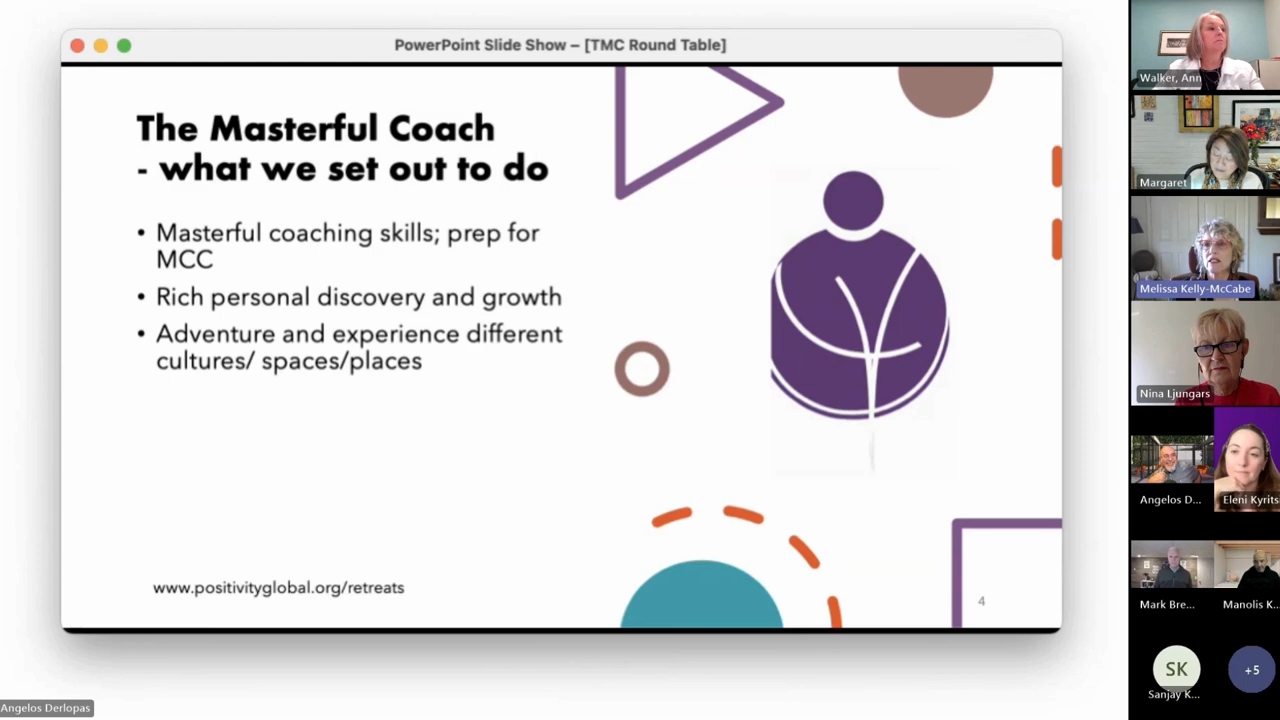 PowerPoint Slide Show – [TMC Round Table]
The Masterful Coach
- what we set out to do
• Masterful coaching skills; prep for
MCC
• Rich personal discovery and growth
• Adventure and experience different
cultures/ spaces/places
www.positivityglobal.org/retreats
4
Walker, Ann
Margaret
Melissa Kelly-McCabe
Nina Ljungars
Angelos D...
Eleni Kyrits
Mark Bre...
Manolis K...
SK
Sanjay K...
+5
Angelos Derlopas